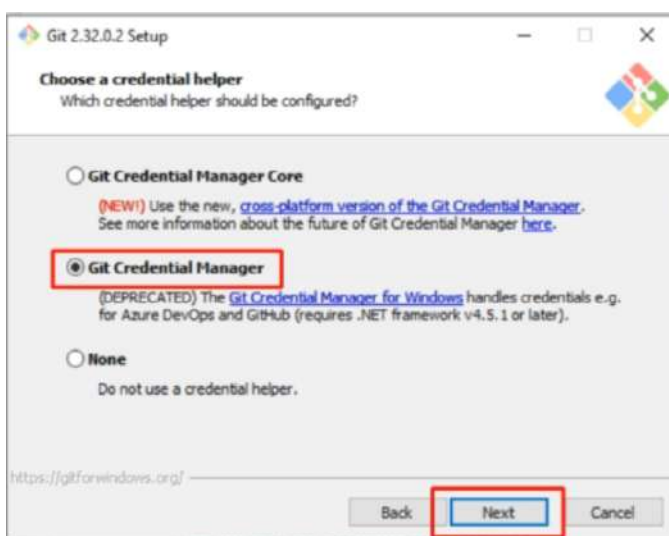 Git 2.32.0.2 Setup
Choose a credential helper
Which credential helper should be configured?
Git Credential Manager Core
(NEW!) Use the new, cross-platform version of the Git Credential Manager.
See more information about the future of Git Credential Manager here.
Git Credential Manager
(DEPRECATED) The Git Credential Manager for Windows handles credentials e.g.
for Azure DevOps and GitHub (requires .NET framework v4.5.1 or later).
None
Do not use a credential helper.
https://gitforwindows.org/
Back Next Cancel